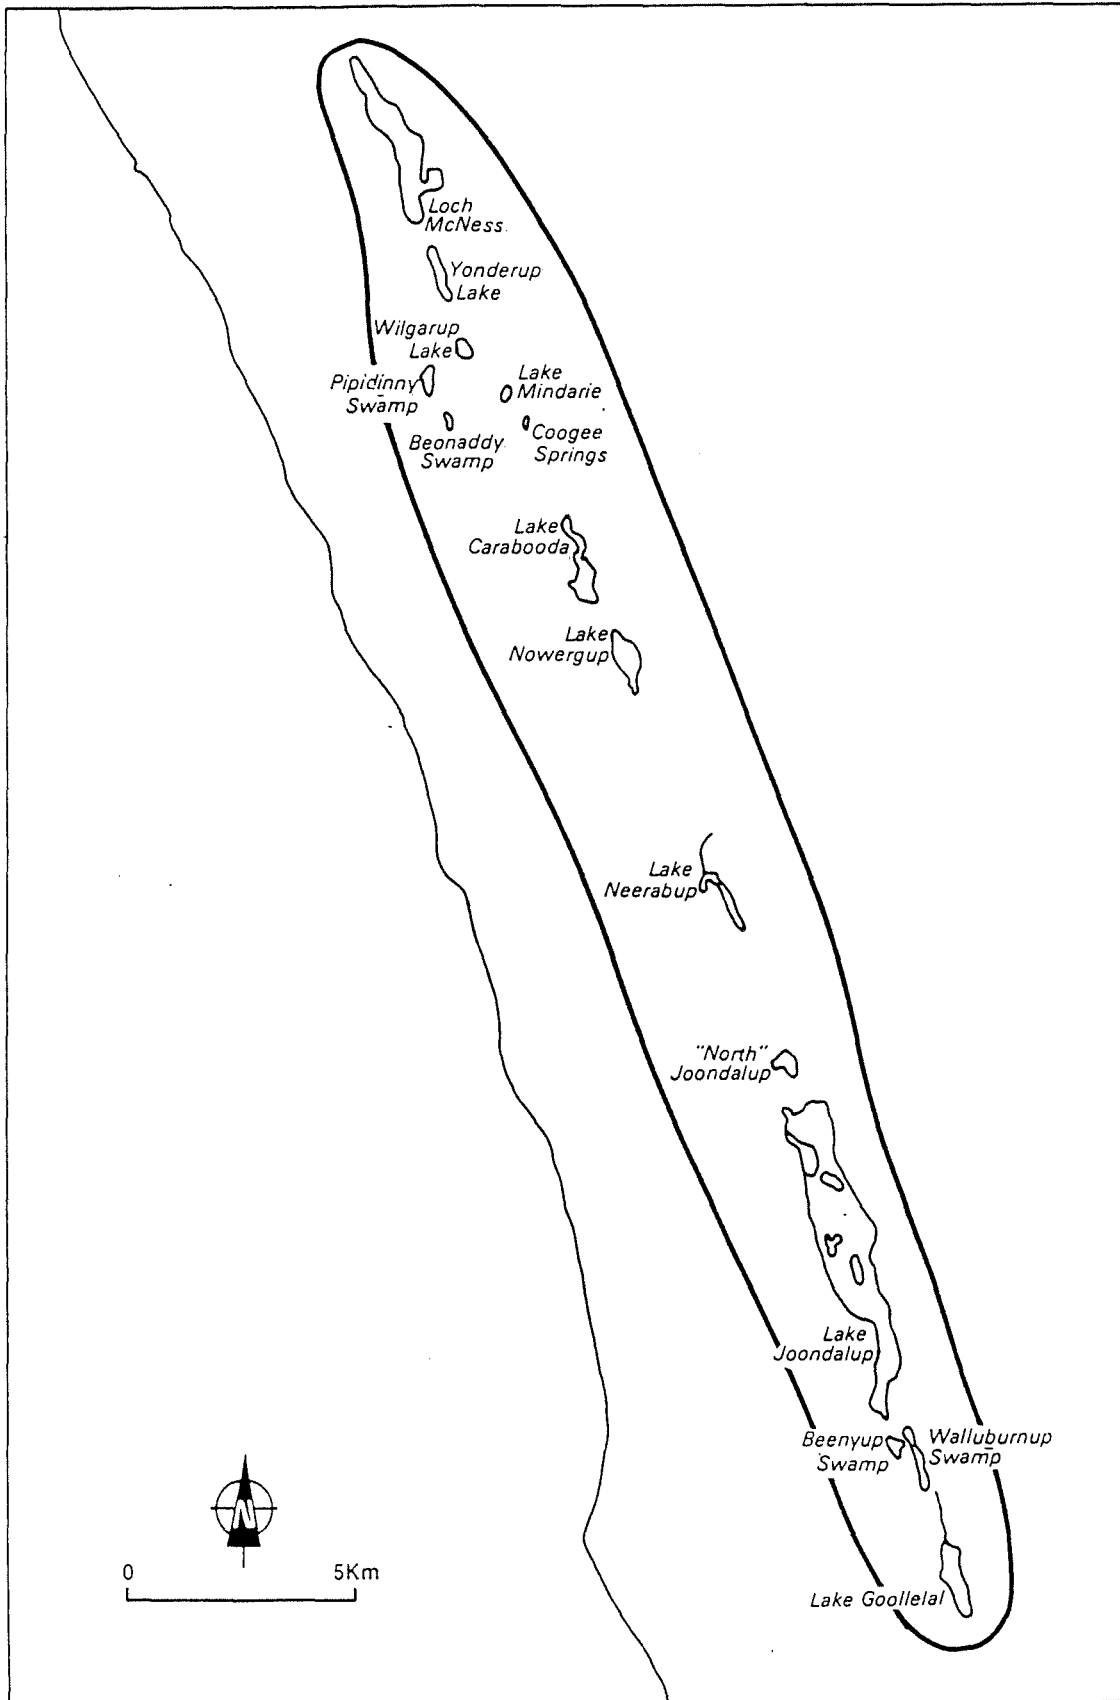 Loch
McNess
Yonderup
Lake
Wilgarup
Lake
Pipidinny
Swamp
Lake
Mindarie
Beonaddy
Swamp
Coogee
Springs
Lake
Carabooda
Lake
Nowergup
Lake
Neerabup
"North"
Joondalup
Lake
Joondalup
Beenyup
Swamp
Walluburnup
Swamp
Lake Goollelal
N
0 5Km